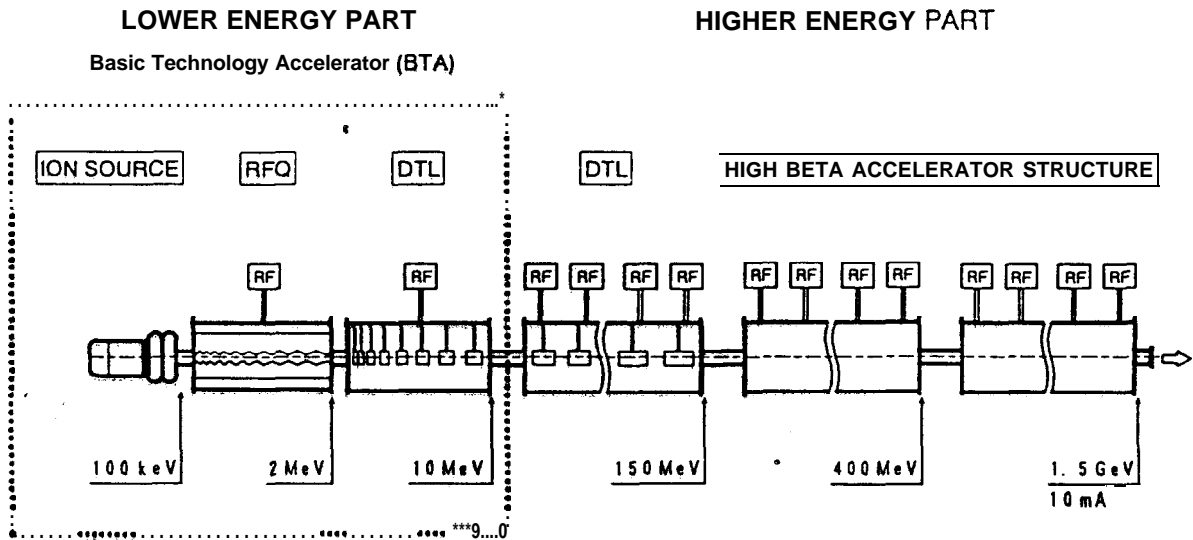 LOWER ENERGY PART
HIGHER ENERGY PART
Basic Technology Accelerator (BTA)
ION SOURCE
RFQ
DTL
DTL
HIGH BETA ACCELERATOR STRUCTURE
RF
RF
RF
RF
RF
RF
RF
RF
RF
RF
RF
RF
RF
RF
100 keV
2 MeV
10 MeV
150 MeV
400 MeV
1.5 GeV
10 mA
***9....0